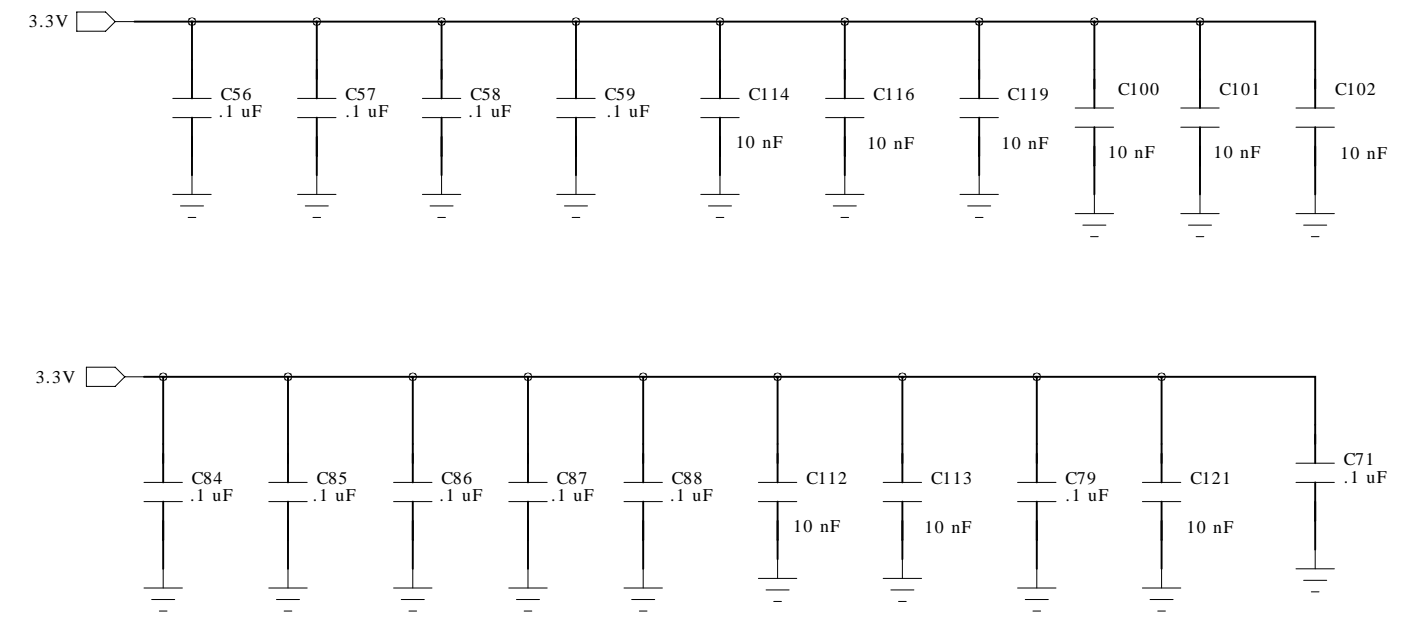 3.3V
C56
.1 uF
C57
.1 uF
C58
.1 uF
C59
.1 uF
C114
10 nF
C116
10 nF
C119
10 nF
C100
10 nF
C101
10 nF
C102
10 nF
3.3V
C84
.1 uF
C85
.1 uF
C86
.1 uF
C87
.1 uF
C88
.1 uF
C112
10 nF
C113
10 nF
C79
.1 uF
C121
10 nF
C71
.1 uF